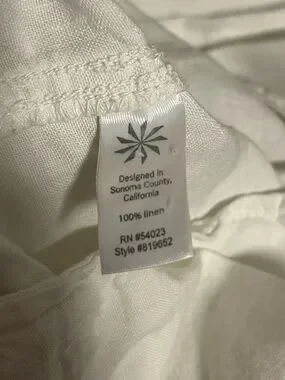 Designed in
Sonoma County,
California
100% linen
RN #54023
Style #819652